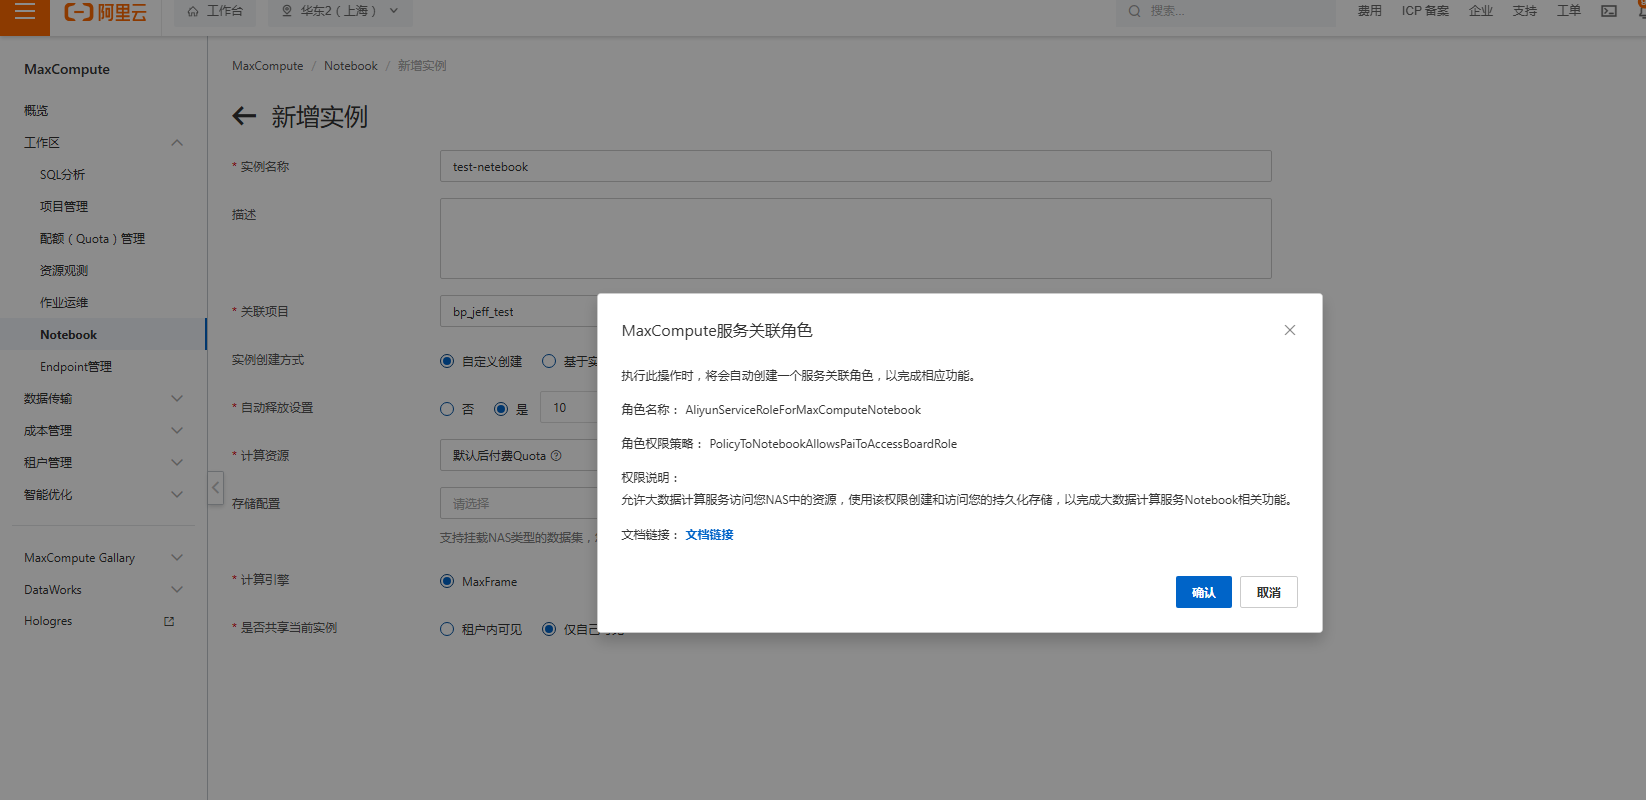 阿里云
工作台
华东2（上海）
搜索...
费用
ICP 备案
企业
支持
工单
MaxCompute
概览
工作区
SQL分析
项目管理
配额（Quota）管理
资源观测
作业运维
Notebook
Endpoint管理
数据传输
成本管理
租户管理
智能优化
MaxCompute Gallary
DataWorks
Hologres
MaxCompute / Notebook / 新增实例
新增实例
* 实例名称
test-netebook
描述
* 关联项目
bp_jeff_test
实例创建方式
自定义创建
基于实
* 自动释放设置
否
是
10
* 计算资源
默认后付费Quota
存储配置
请选择
支持挂载NAS类型的数据集，
* 计算引擎
MaxFrame
* 是否共享当前实例
租户内可见
仅自己可见
MaxCompute服务关联角色
执行此操作时，将会自动创建一个服务关联角色，以完成相应功能。
角色名称： AliyunServiceRoleForMaxComputeNotebook
角色权限策略： PolicyToNotebookAllowsPaiToAccessBoardRole
权限说明：
允许大数据计算服务访问您NAS中的资源，使用该权限创建和访问您的持久化存储，以完成大数据计算服务Notebook相关功能。
文档链接： 文档链接
确认
取消